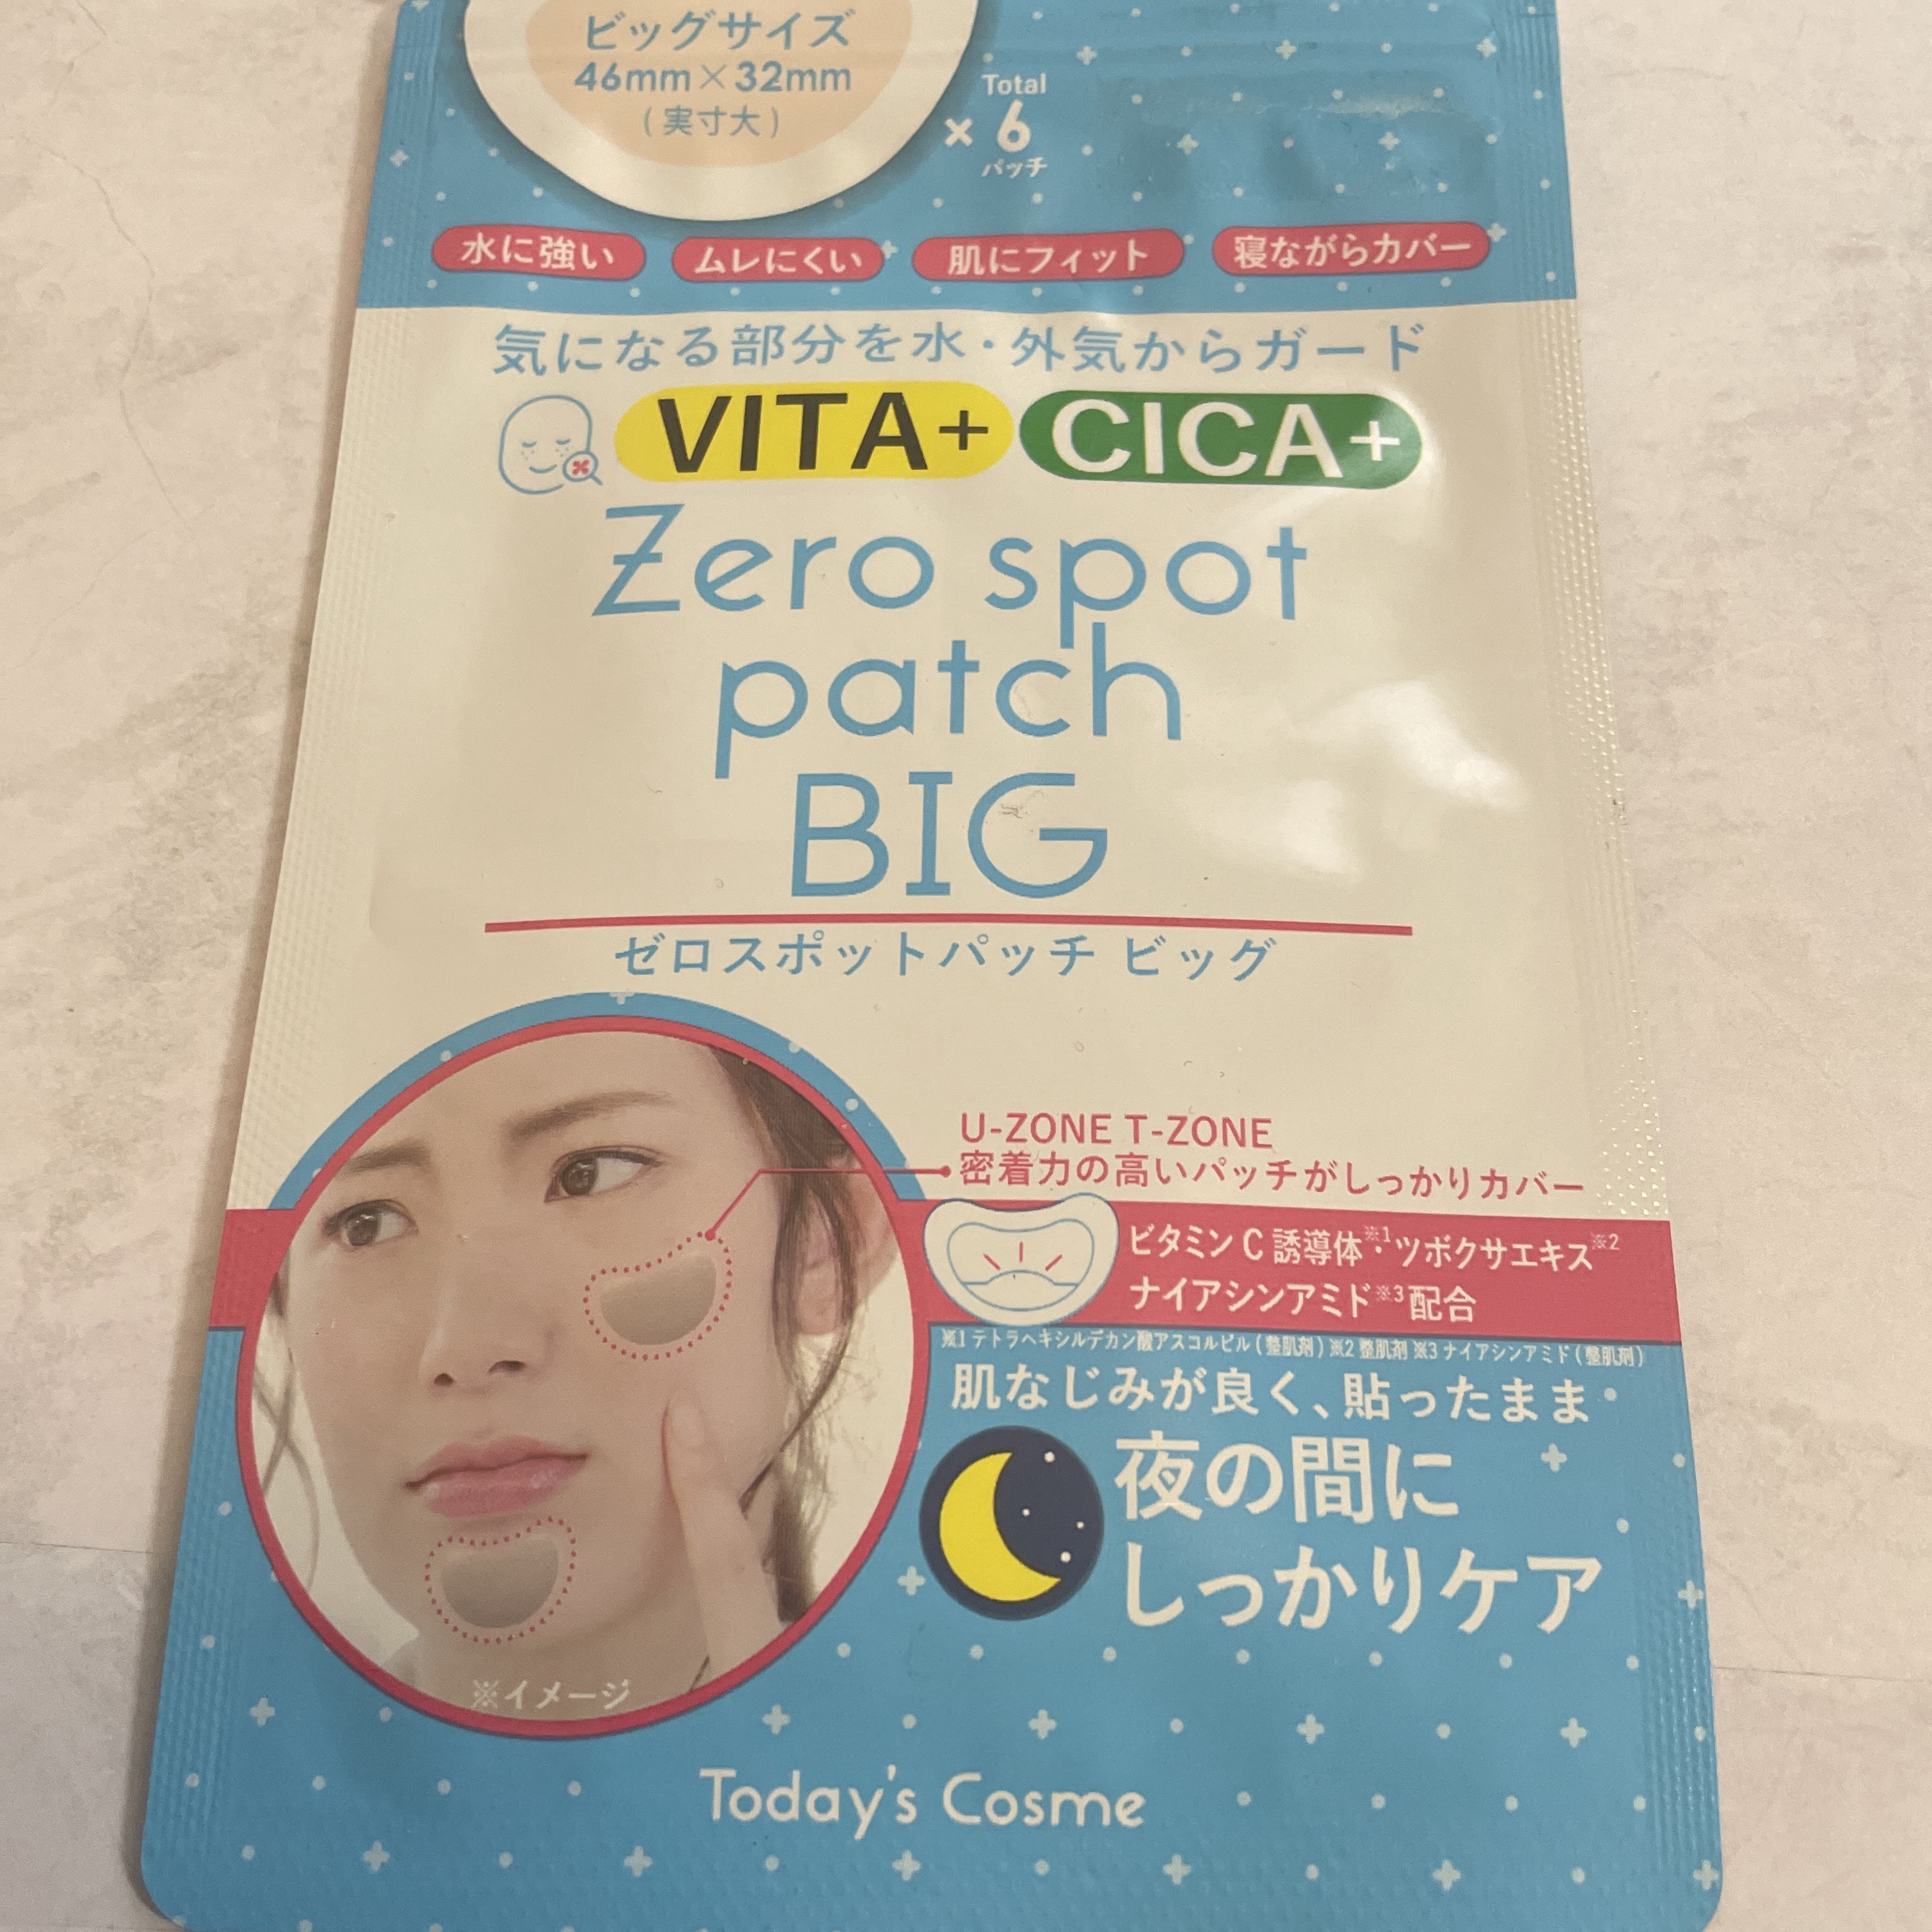 ビッグサイズ
46mm×32mm
(実寸大)
Total
×6
パッチ
水に強い
ムレにくい
肌にフィット
寝ながらカバー
気になる部分を水・外気からガード
VITA+ CICA+
Zero spot
patch
BIG
ゼロスポットパッチ ビッグ
U-ZONE T-ZONE
密着力の高いパッチがしっかりカバー
ビタミンC誘導体※1・ツボクサエキス※2
ナイアシンアミド※3配合
※1 テトラヘキシルデカン酸アスコルビル(整肌剤) ※2 整肌剤 ※3 ナイアシンアミド(整肌剤)
肌なじみが良く、貼ったまま
夜の間に
しっかりケア
※イメージ
Today's Cosme